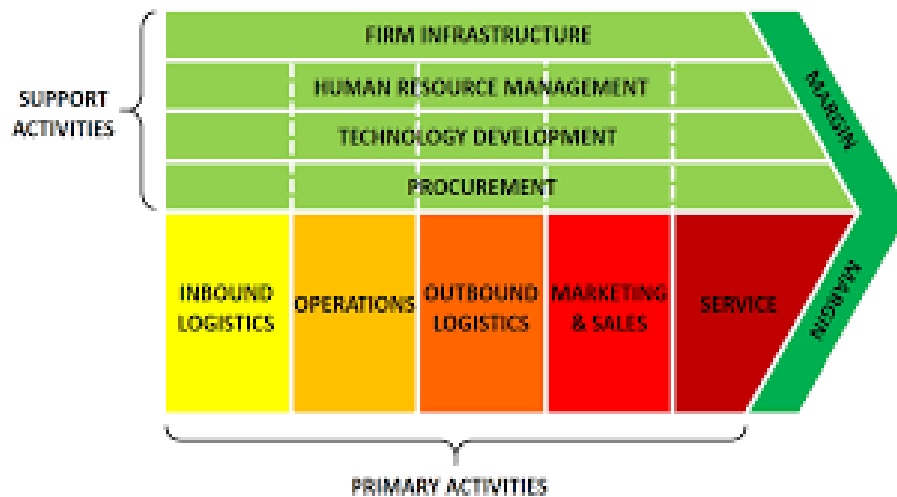 FIRM INFRASTRUCTURE
HUMAN RESOURCE MANAGEMENT
SUPPORT
ACTIVITIES
TECHNOLOGY DEVELOPMENT
PROCUREMENT
MARGIN
INBOUND
LOGISTICS
OPERATIONS
OUTBOUND
LOGISTICS
MARKETING
& SALES
SERVICE
MARGIN
PRIMARY ACTIVITIES